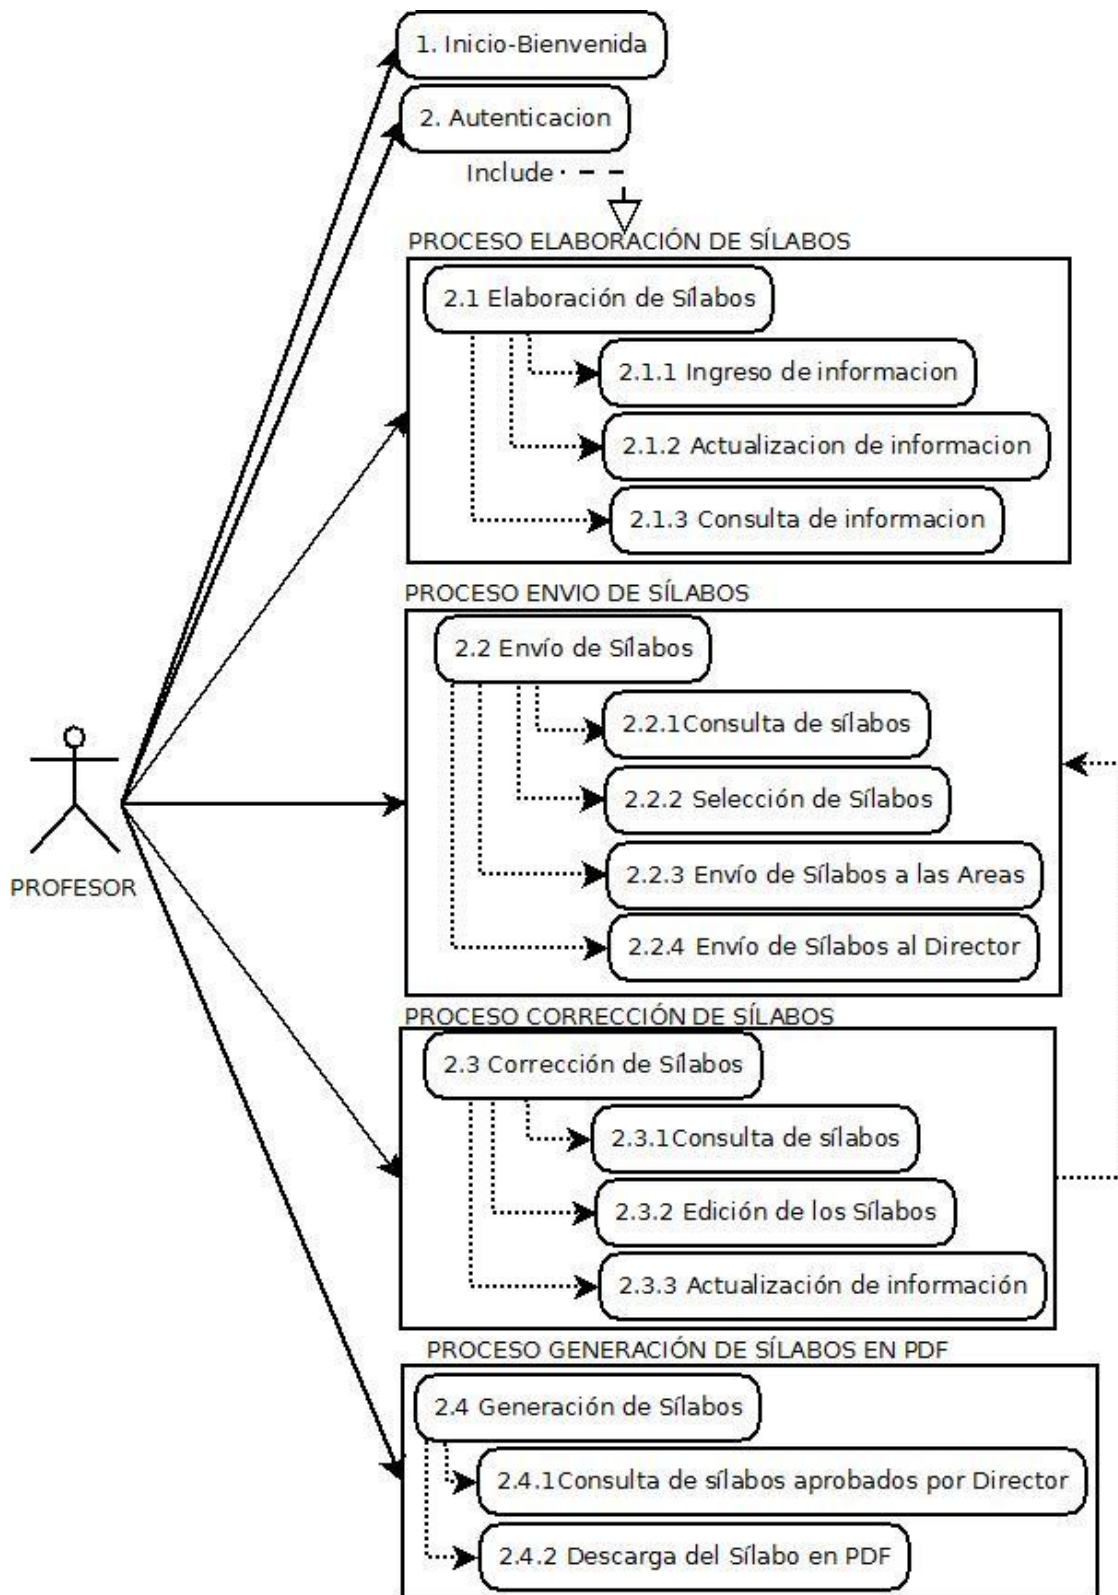 1. Inicio-Bienvenida
2. Autenticacion
Include
PROCESO ELABORACIÓN DE SÍLABOS
2.1 Elaboración de Sílabos
2.1.1 Ingreso de informacion
2.1.2 Actualizacion de informacion
2.1.3 Consulta de informacion
PROCESO ENVIO DE SÍLABOS
2.2 Envío de Sílabos
2.2.1Consulta de sílabos
2.2.2 Selección de Sílabos
2.2.3 Envío de Sílabos a las Areas
2.2.4 Envío de Sílabos al Director
PROFESOR
PROCESO CORRECCIÓN DE SÍLABOS
2.3 Corrección de Sílabos
2.3.1Consulta de sílabos
2.3.2 Edición de los Sílabos
2.3.3 Actualización de información
PROCESO GENERACIÓN DE SÍLABOS EN PDF
2.4 Generación de Sílabos
2.4.1Consulta de sílabos aprobados por Director
2.4.2 Descarga del Sílabo en PDF